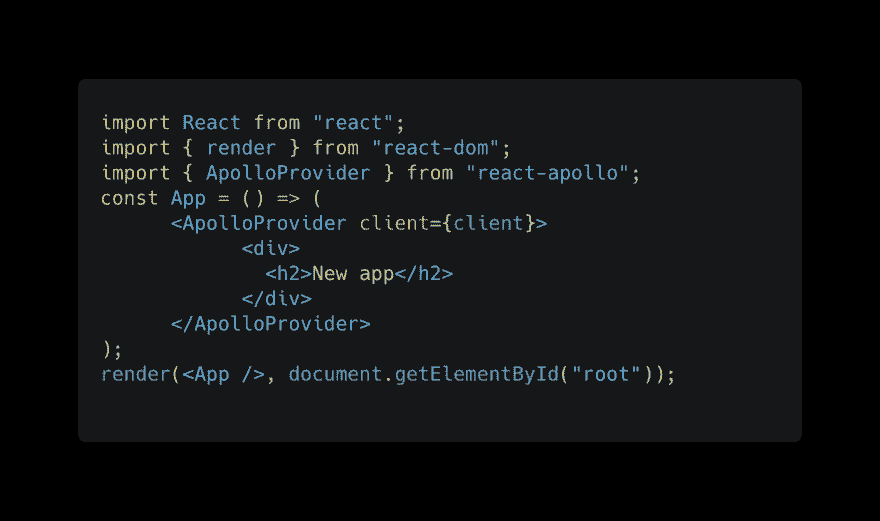 import React from "react";
import { render } from "react-dom";
import { ApolloProvider } from "react-apollo";
const App = () => (
      <ApolloProvider client={client}>
            <div>
              <h2>New app</h2>
            </div>
      </ApolloProvider>
);
render(<App />, document.getElementById("root"));